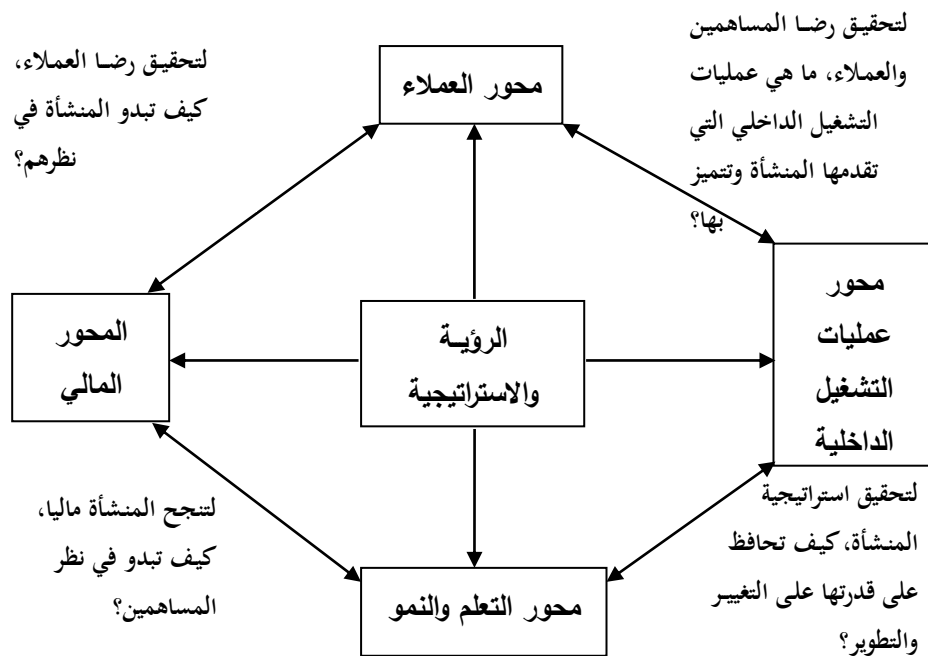 لتحقيق رضا المساهمين
والعملاء، ما هي عمليات
التشغيل الداخلي التي
تقدمها المنشأة وتتميز
بها؟
محور العملاء
لتحقيق رضا العملاء،
كيف تبدو المنشأة في
نظرهم؟
محور
عمليات
التشغيل
الداخلية
الرؤية
والاستراتيجية
المحور
المالي
لتحقيق استراتيجية
المنشأة، كيف تحافظ
على قدرتها على التغيير
والتطوير؟
محور التعلم والنمو
لتنجح المنشأة ماليا،
كيف تبدو في نظر
المساهمين؟